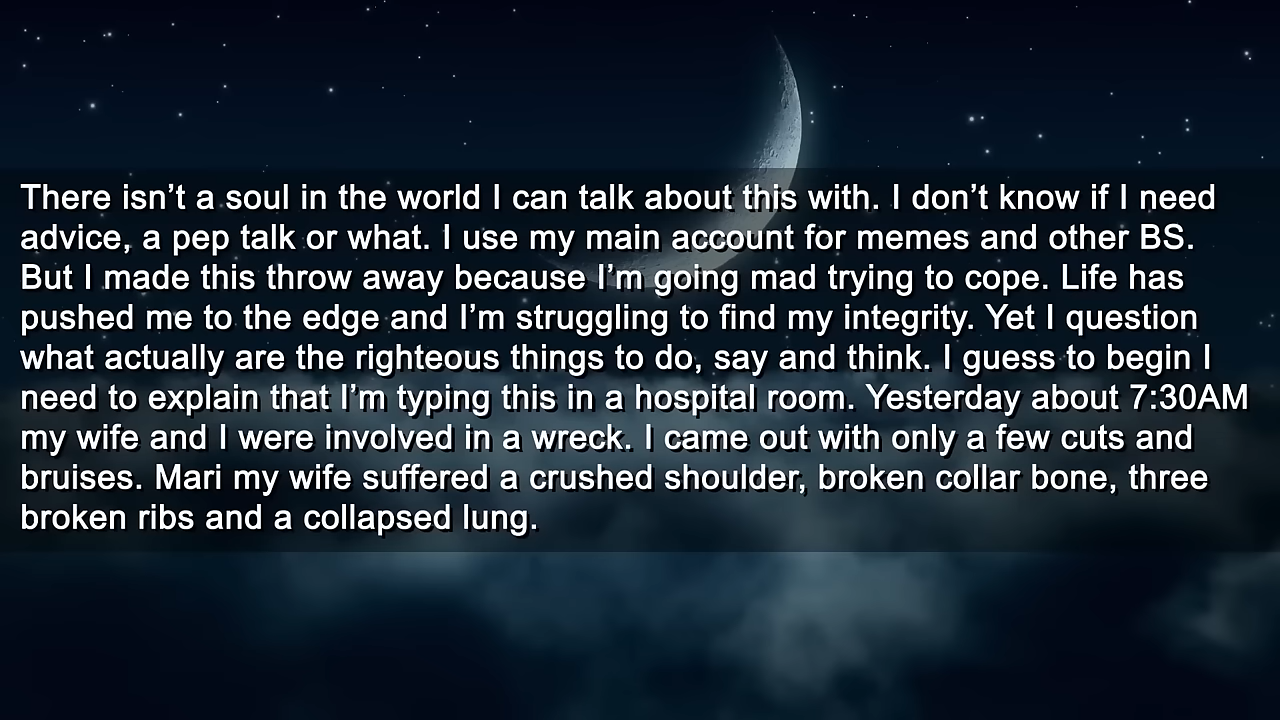 There isn’t a soul in the world I can talk about this with. I don’t know if I need
advice, a pep talk or what. I use my main account for memes and other BS.
But I made this throw away because I’m going mad trying to cope. Life has
pushed me to the edge and I’m struggling to find my integrity. Yet I question
what actually are the righteous things to do, say and think. I guess to begin I
need to explain that I’m typing this in a hospital room. Yesterday about 7:30AM
my wife and I were involved in a wreck. I came out with only a few cuts and
bruises. Mari my wife suffered a crushed shoulder, broken collar bone, three
broken ribs and a collapsed lung.